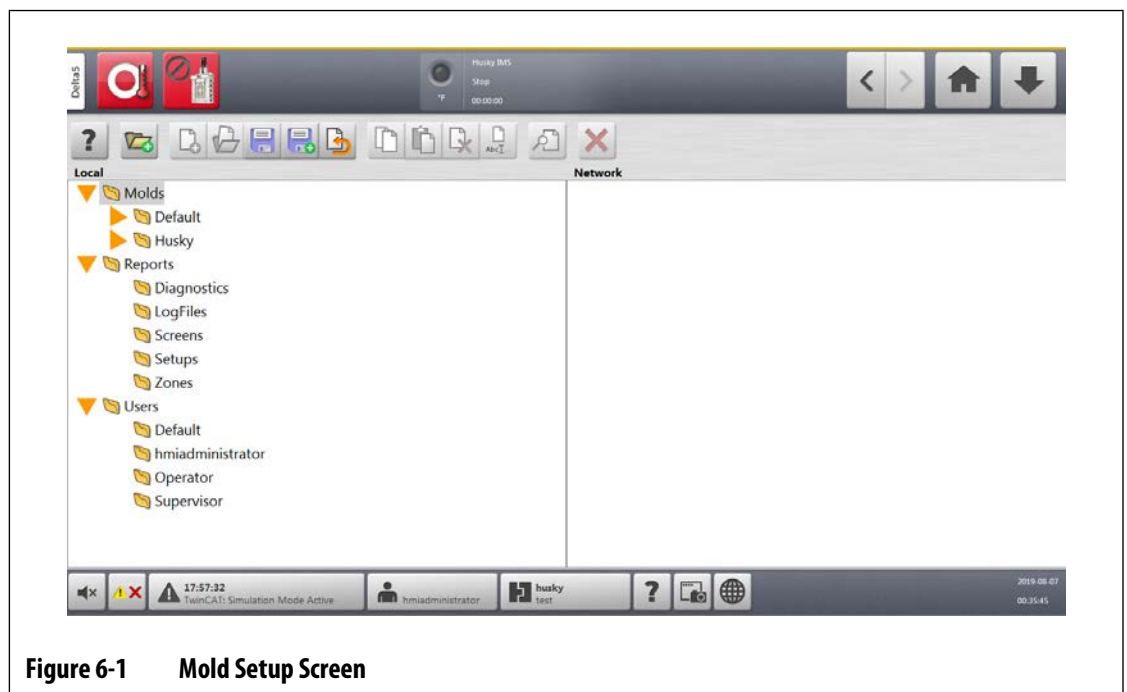 Delta5
Husky IMS
Stop
°F
00:00:00
?
AbcI
Local
Network
Molds
Default
Husky
Reports
Diagnostics
LogFiles
Screens
Setups
Zones
Users
Default
hmiadministrator
Operator
Supervisor
17:57:32
TwinCAT: Simulation Mode Active
hmiadministrator
husky
test
?
2019-08-07
00:35:45
Figure 6-1 Mold Setup Screen